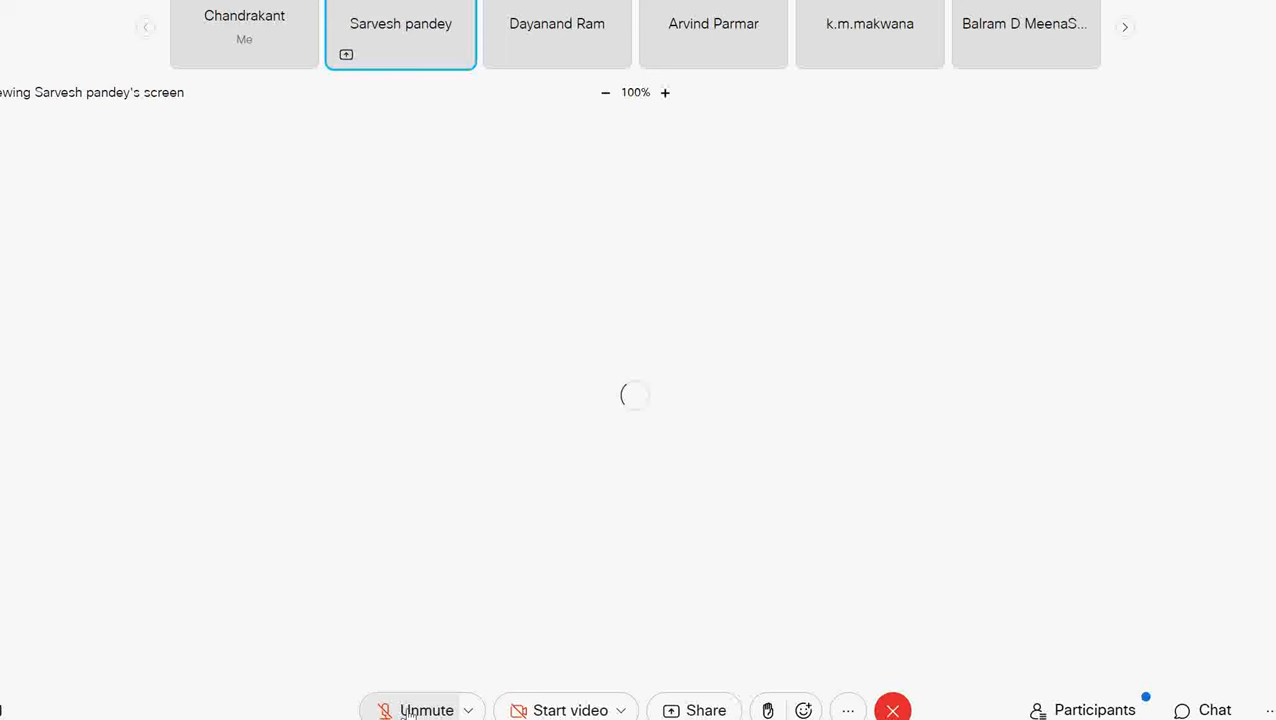 Chandrakant
Me
Sarvesh pandey
Dayanand Ram
Arvind Parmar
k.m.makwana
Balram D MeenaS...
ewing Sarvesh pandey's screen
100%
Unmute
Start video
Share
Participants
Chat